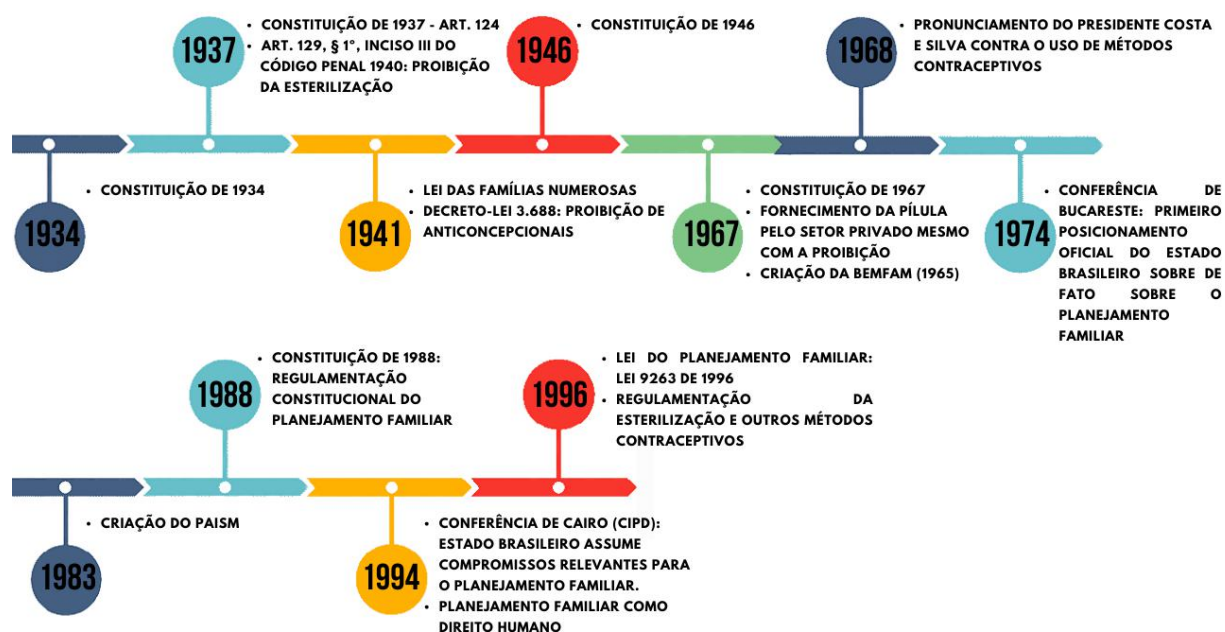 1937
• CONSTITUIÇÃO DE 1937 - ART. 124
• ART. 129, § 1º, INCISO III DO
CÓDIGO PENAL 1940: PROIBIÇÃO
DA ESTERILIZAÇÃO
1946
• CONSTITUIÇÃO DE 1946
1968
• PRONUNCIAMENTO DO PRESIDENTE COSTA
E SILVA CONTRA O USO DE MÉTODOS
CONTRACEPTIVOS
1934
• CONSTITUIÇÃO DE 1934
1941
• LEI DAS FAMÍLIAS NUMEROSAS
• DECRETO-LEI 3.688: PROIBIÇÃO DE
ANTICONCEPCIONAIS
1967
• CONSTITUIÇÃO DE 1967
• FORNECIMENTO DA PÍLULA
PELO SETOR PRIVADO MESMO
COM A PROIBIÇÃO
• CRIAÇÃO DA BEMFAM (1965)
1974
• CONFERÊNCIA DE
BUCARESTE: PRIMEIRO
POSICIONAMENTO
OFICIAL DO ESTADO
BRASILEIRO SOBRE DE
FATO SOBRE O
PLANEJAMENTO
FAMILIAR
1988
• CONSTITUIÇÃO DE 1988:
REGULAMENTAÇÃO
CONSTITUCIONAL DO
PLANEJAMENTO FAMILIAR
1996
• LEI DO PLANEJAMENTO FAMILIAR:
LEI 9263 DE 1996
• REGULAMENTAÇÃO DA
ESTERILIZAÇÃO E OUTROS MÉTODOS
CONTRACEPTIVOS
1983
• CRIAÇÃO DO PAISM
1994
• CONFERÊNCIA DE CAIRO (CIPD):
ESTADO BRASILEIRO ASSUME
COMPROMISSOS RELEVANTES PARA
O PLANEJAMENTO FAMILIAR.
• PLANEJAMENTO FAMILIAR COMO
DIREITO HUMANO